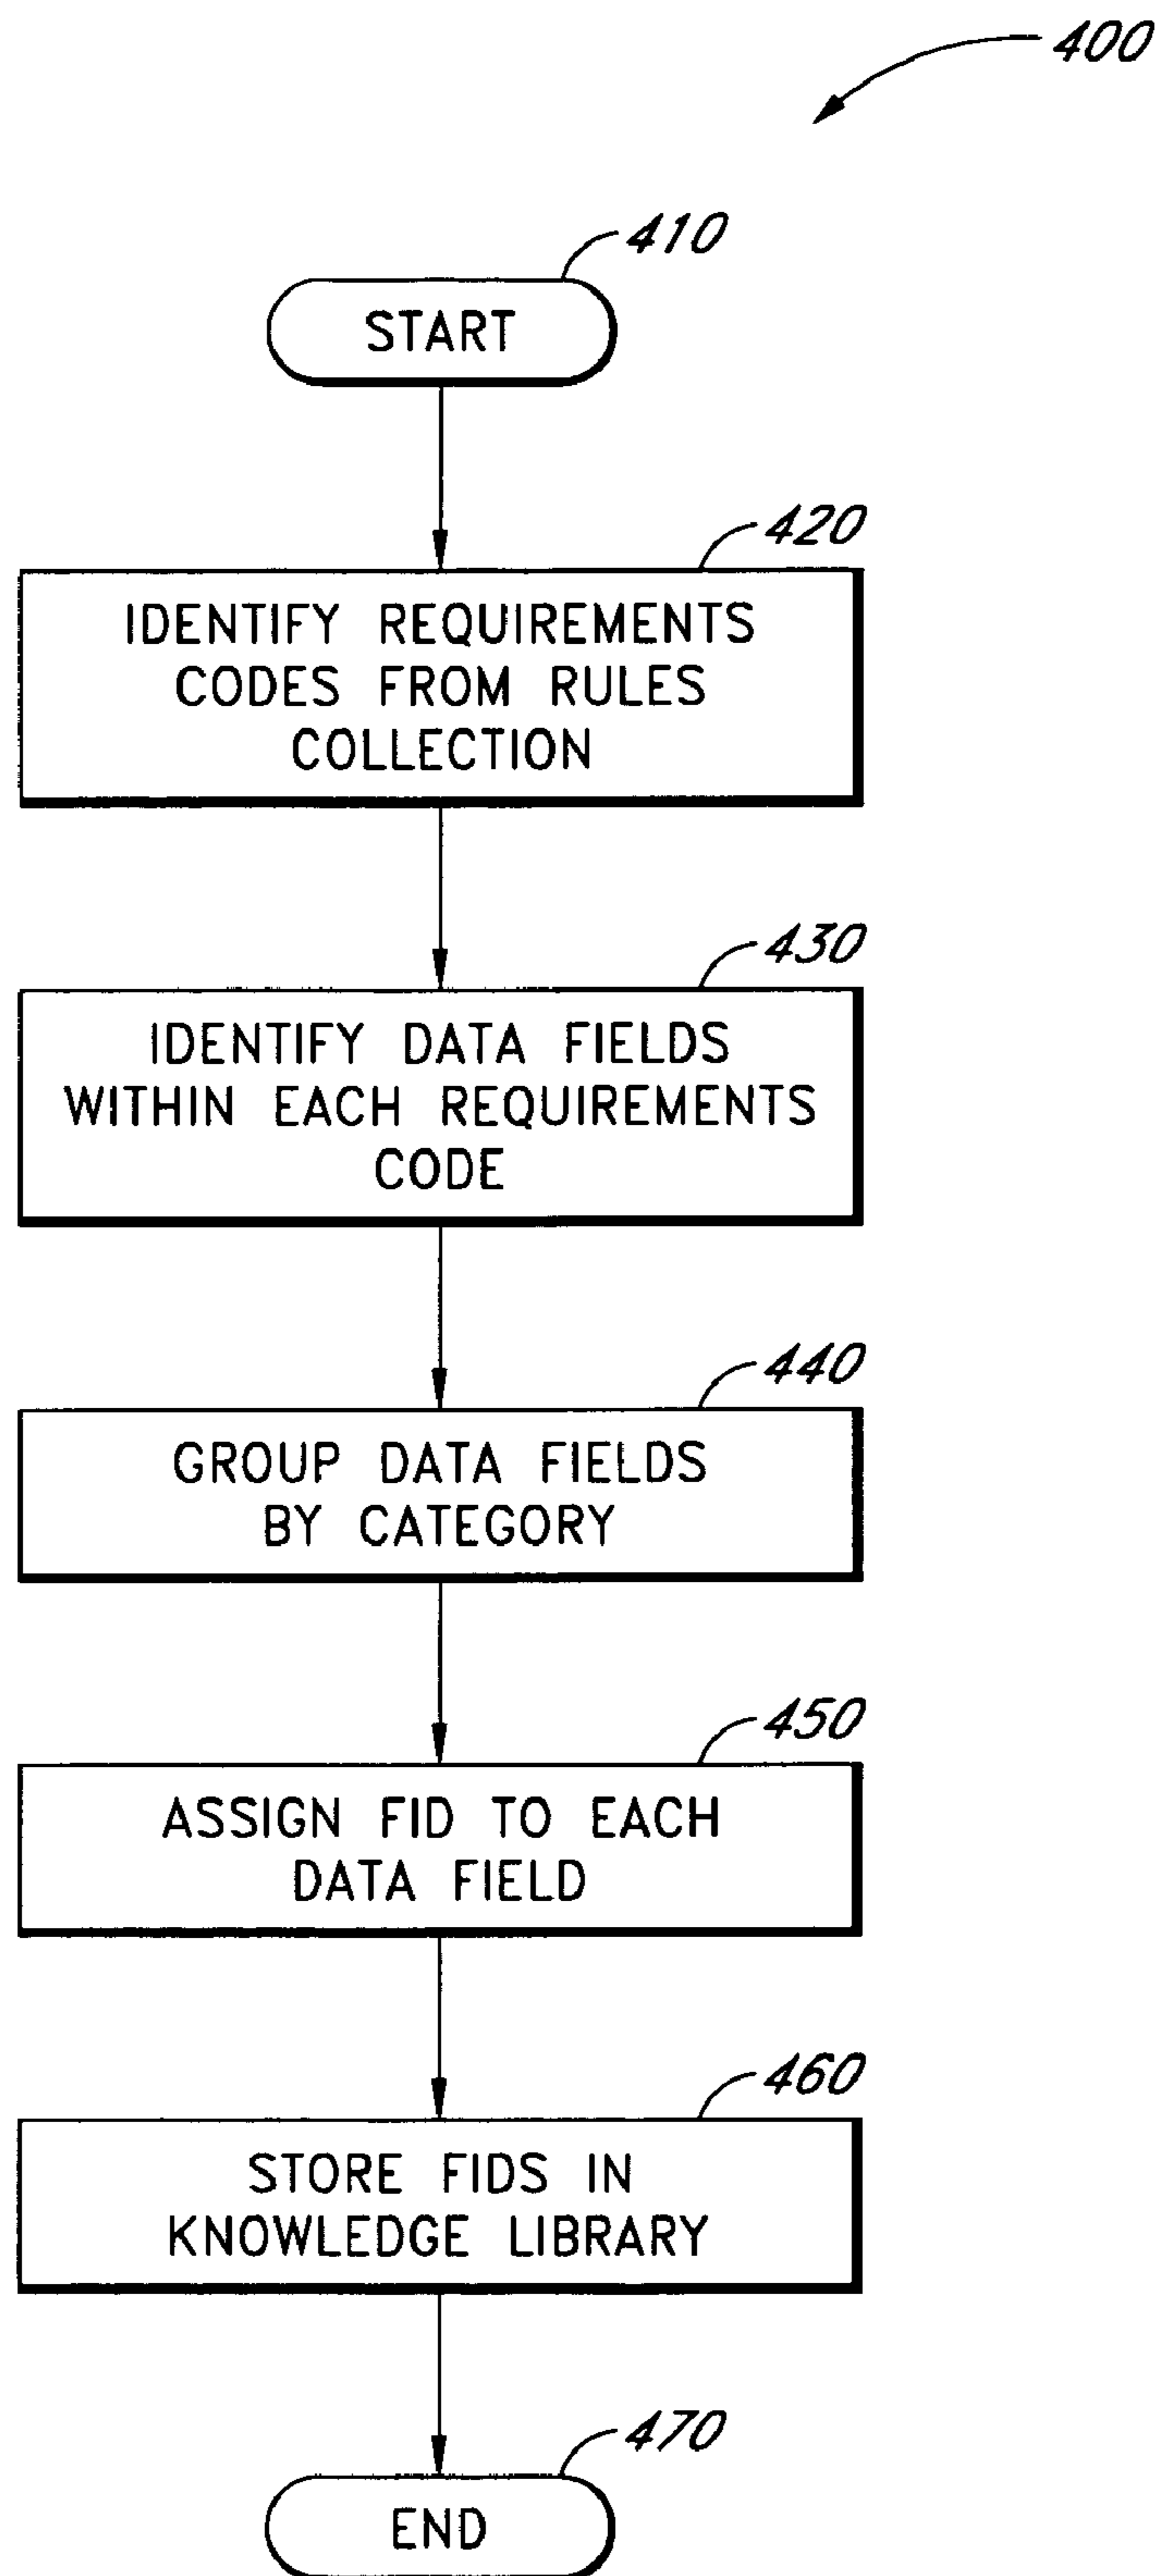 400
410
START
420
IDENTIFY REQUIREMENTS
CODES FROM RULES
COLLECTION
430
IDENTIFY DATA FIELDS
WITHIN EACH REQUIREMENTS
CODE
440
GROUP DATA FIELDS
BY CATEGORY
450
ASSIGN FID TO EACH
DATA FIELD
460
STORE FIDS IN
KNOWLEDGE LIBRARY
470
END